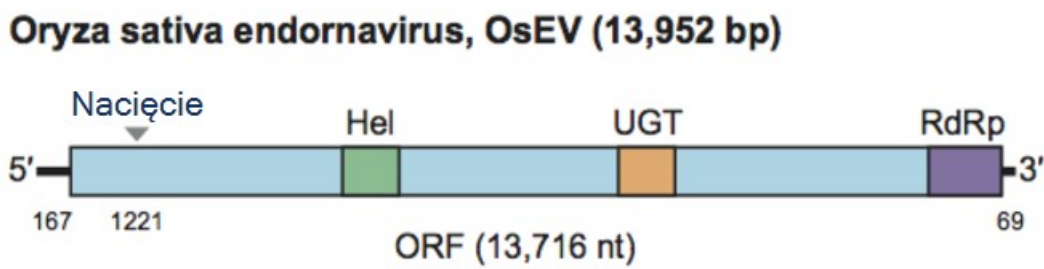 Oryza sativa endornavirus, OsEV (13,952 bp)
Nacięcie
Hel UGT RdRp
5′ 3′
167 1221 69
ORF (13,716 nt)